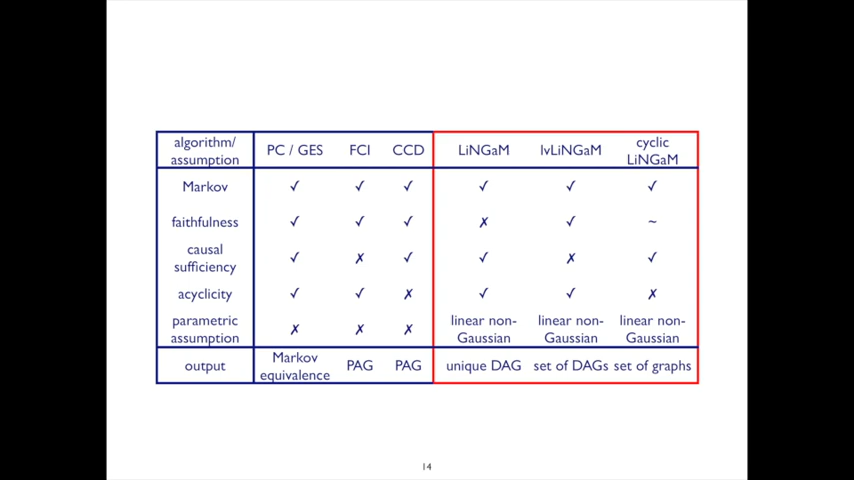 algorithm/
assumption PC / GES FCI CCD LiNGaM lvLiNGaM cyclic
LiNGaM
Markov ✓ ✓ ✓ ✓ ✓ ✓
faithfulness ✓ ✓ ✓ ✗ ✓ ~
causal
sufficiency ✓ ✗ ✓ ✓ ✗ ✓
acyclicity ✓ ✓ ✗ ✓ ✓ ✗
parametric
assumption ✗ ✗ ✗ linear non-
Gaussian linear non-
Gaussian linear non-
Gaussian
output Markov
equivalence PAG PAG unique DAG set of DAGs set of graphs
14